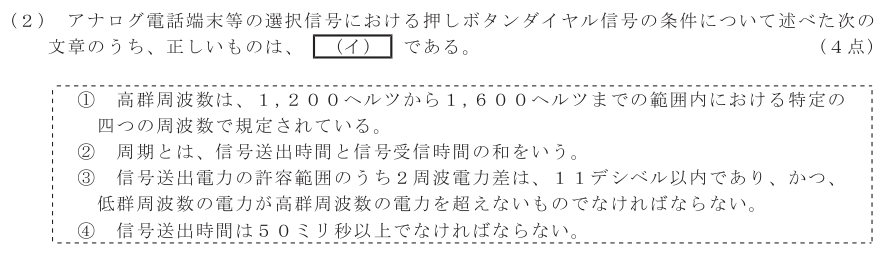 （２） アナログ電話端末等の選択信号における押しボタンダイヤル信号の条件について述べた次の
文章のうち、正しいものは、 （イ） である。 （４点）
① 高群周波数は、１，２００ヘルツから１，６００ヘルツまでの範囲内における特定の
四つの周波数で規定されている。
② 周期とは、信号送出時間と信号受信時間の和をいう。
③ 信号送出電力の許容範囲のうち２周波電力差は、１１デシベル以内であり、かつ、
低群周波数の電力が高群周波数の電力を超えないものでなければならない。
④ 信号送出時間は５０ミリ秒以上でなければならない。